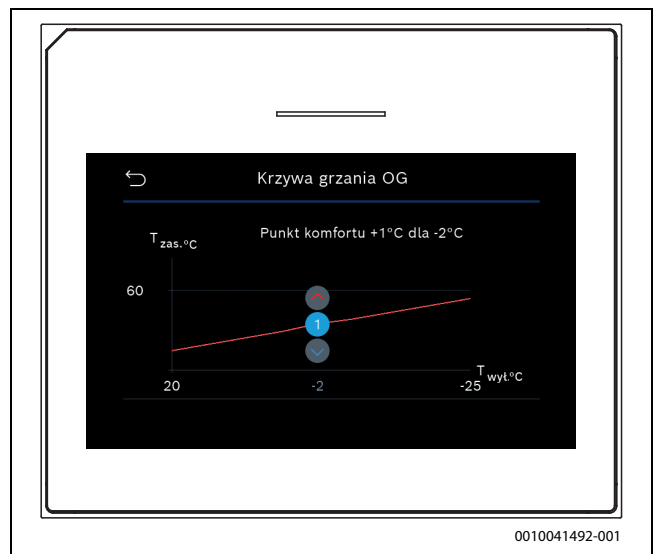 Krzywa grzania OG
Punkt komfortu +1°C dla -2°C
T zas.°C
60
1
T wył.°C
20 -2 -25
0010041492-001